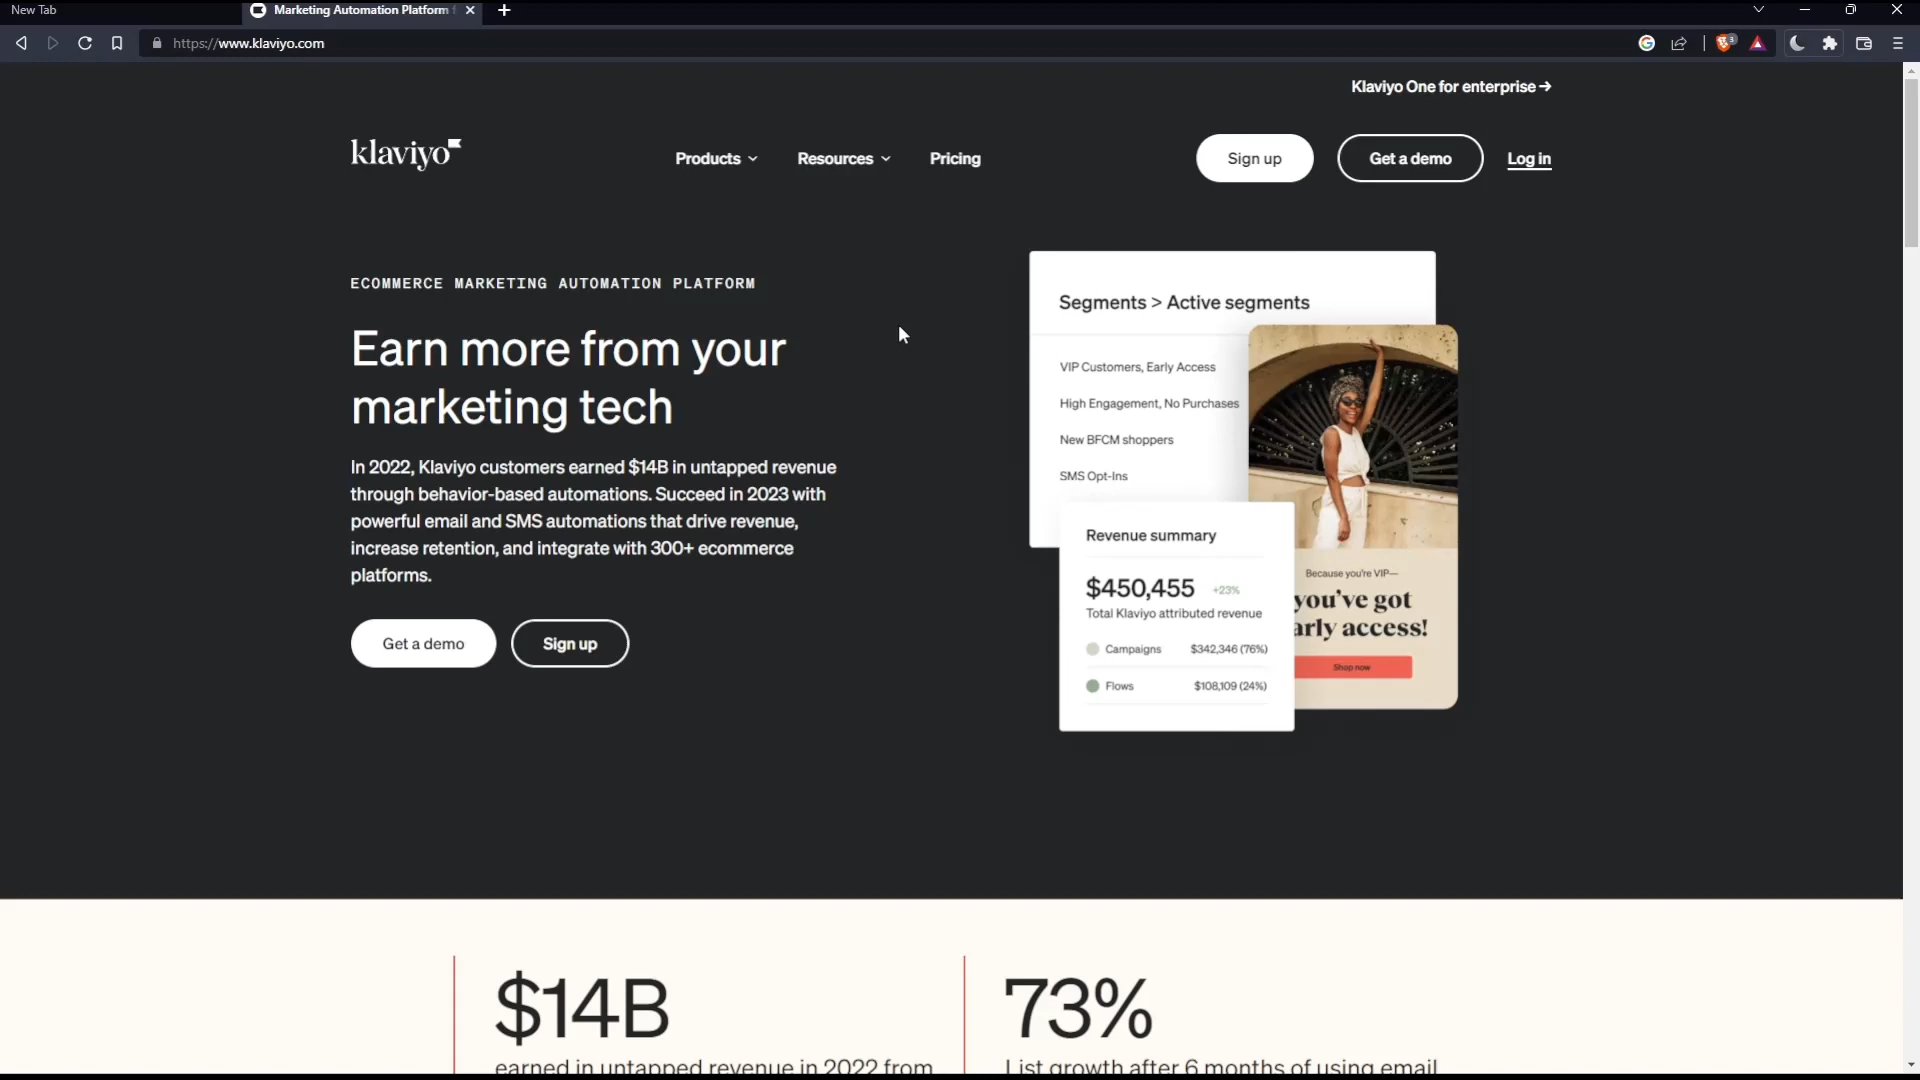 New Tab
Marketing Automation Platform f
https://www.klaviyo.com
3
Klaviyo One for enterprise →
klaviyo
Products
Resources
Pricing
Sign up
Get a demo
Log in
ECOMMERCE MARKETING AUTOMATION PLATFORM
Earn more from your
marketing tech
In 2022, Klaviyo customers earned $14B in untapped revenue
through behavior-based automations. Succeed in 2023 with
powerful email and SMS automations that drive revenue,
increase retention, and integrate with 300+ ecommerce
platforms.
Get a demo
Sign up
Segments > Active segments
VIP Customers, Early Access
High Engagement, No Purchases
New BFCM shoppers
SMS Opt-Ins
Revenue summary
$450,455 +23%
Total Klaviyo attributed revenue
Campaigns $342,346 (76%)
Flows $108,109 (24%)
Because you're VIP—
you've got
arly access!
Shop now
$14B
earned in untapped revenue in 2022 from
73%
List growth after 6 months of using email